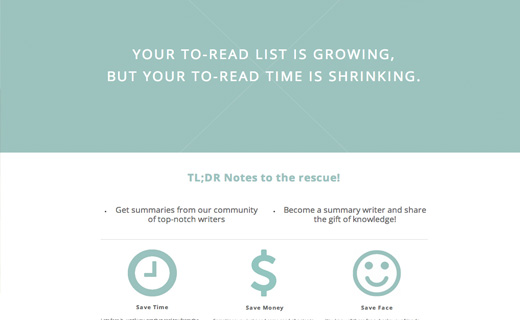 YOUR TO-READ LIST IS GROWING,
BUT YOUR TO-READ TIME IS SHRINKING.
TL;DR Notes to the rescue!
Get summaries from our community
of top-notch writers
Become a summary writer and share
the gift of knowledge!
Save Time
Save Money
Save Face